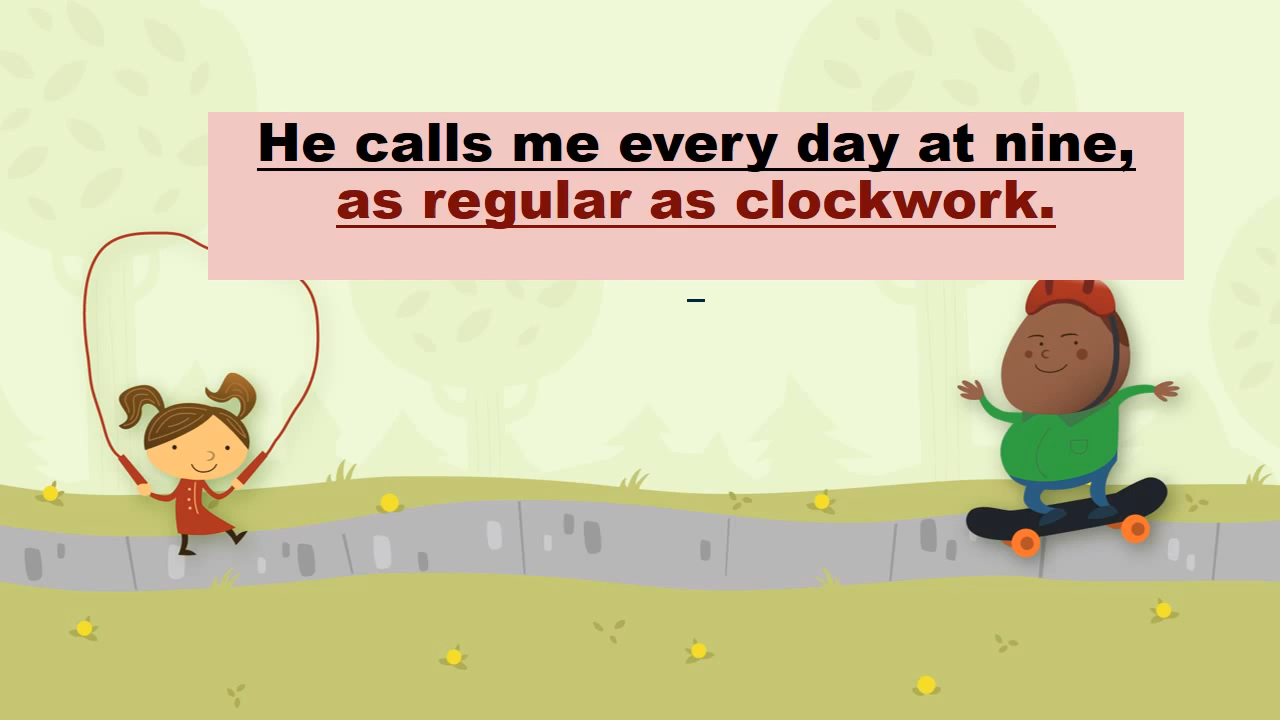 He calls me every day at nine,
as regular as clockwork.